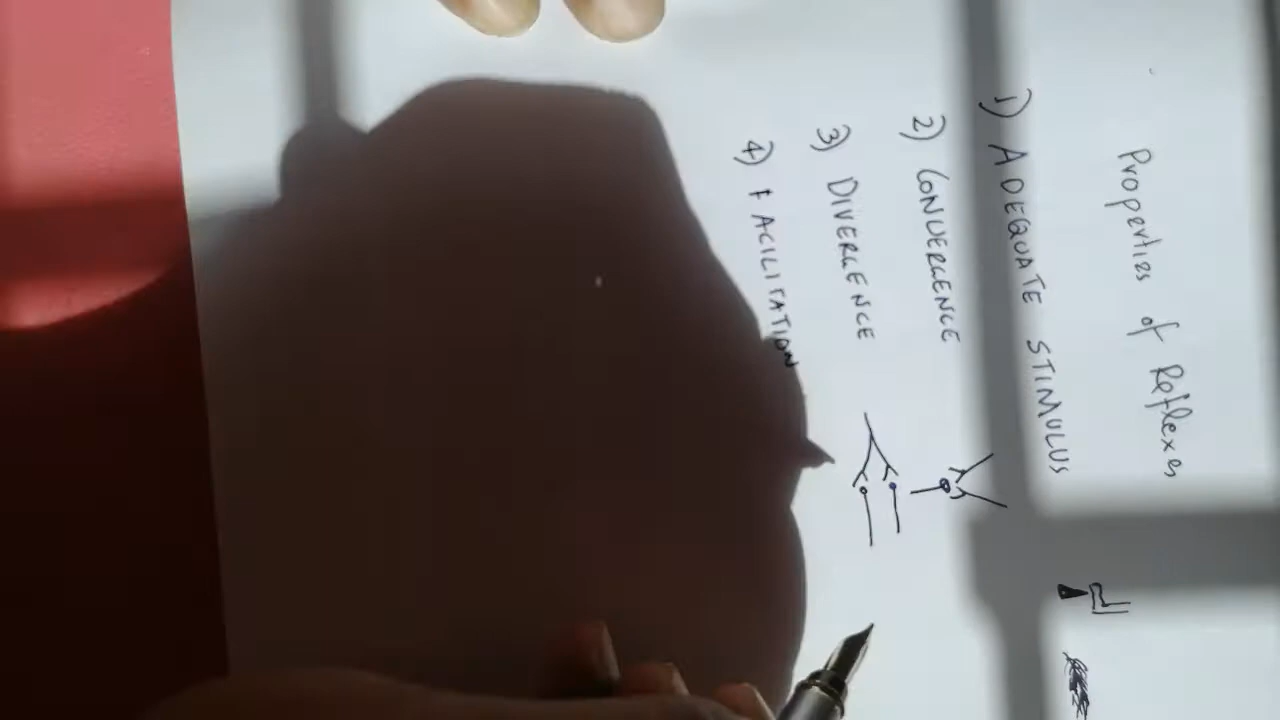 Properties of Reflexes
1) ADEQUATE STIMULUS
2) CONVERGENCE
3) DIVERGENCE
4) FACILITATION